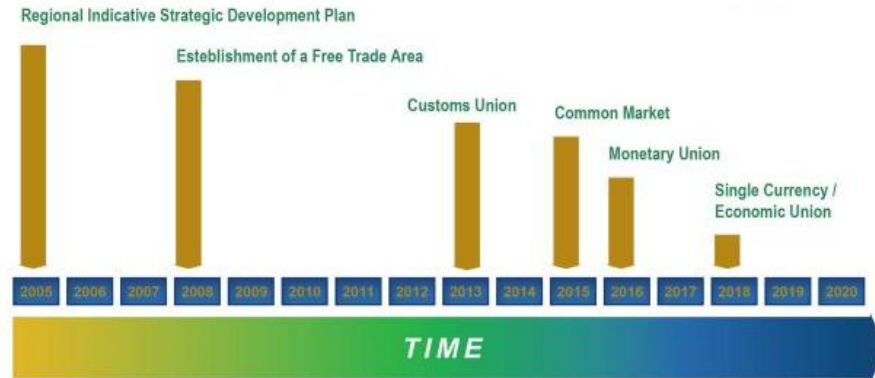 Regional Indicative Strategic Development Plan
Esteblishment of a Free Trade Area
Customs Union
Common Market
Monetary Union
Single Currency /
Economic Union
2005 2006 2007 2008 2009 2010 2011 2012 2013 2014 2015 2016 2017 2018 2019 2020
TIME